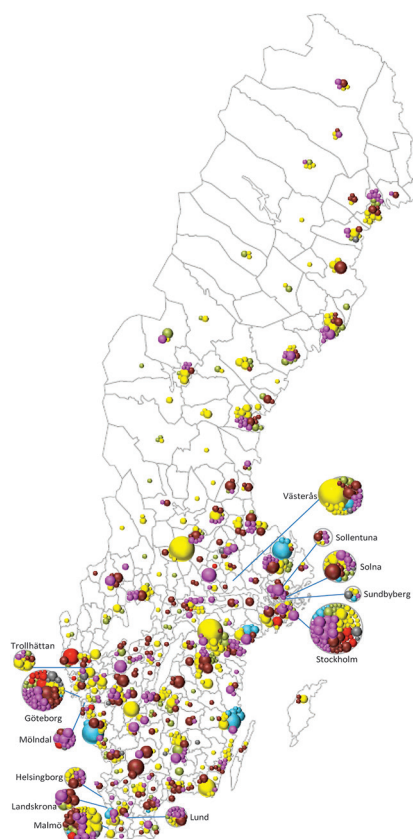 Västerås
Sollentuna
Solna
Sundbyberg
Stockholm
Trollhättan
Göteborg
Mölndal
Helsingborg
Landskrona
Malmö
Lund